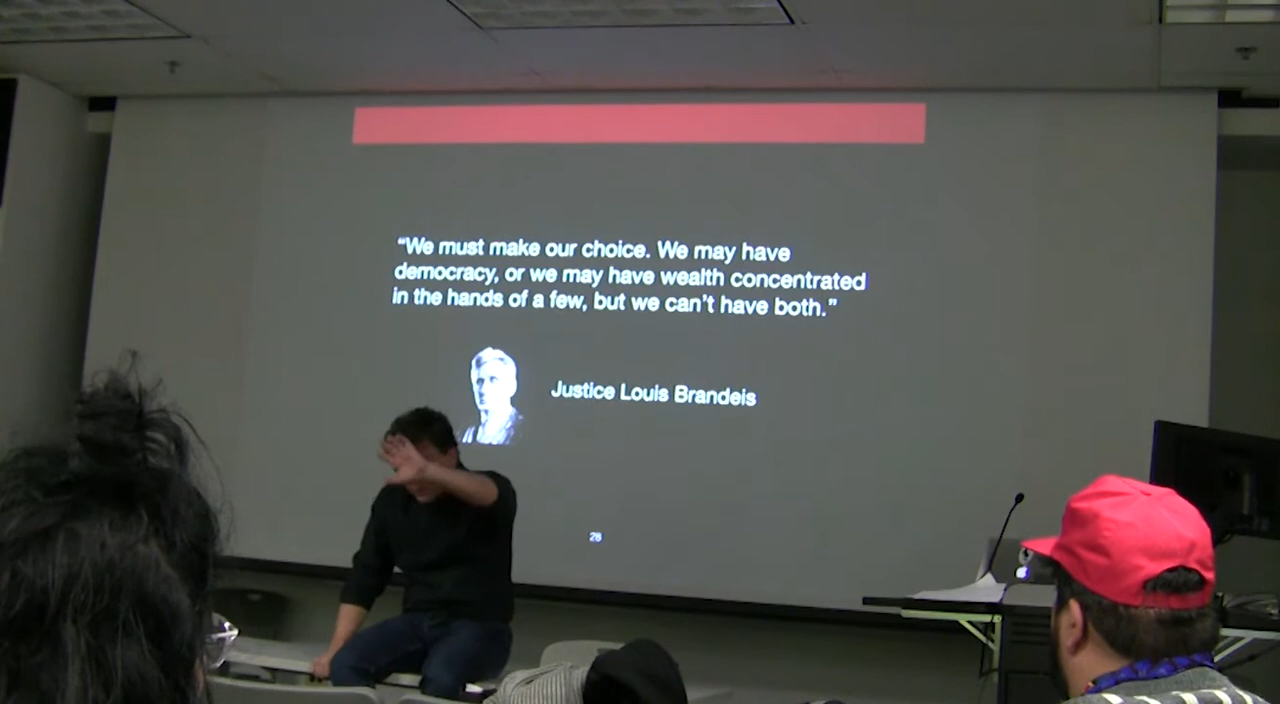 “We must make our choice. We may have
democracy, or we may have wealth concentrated
in the hands of a few, but we can’t have both.”
Justice Louis Brandeis
28